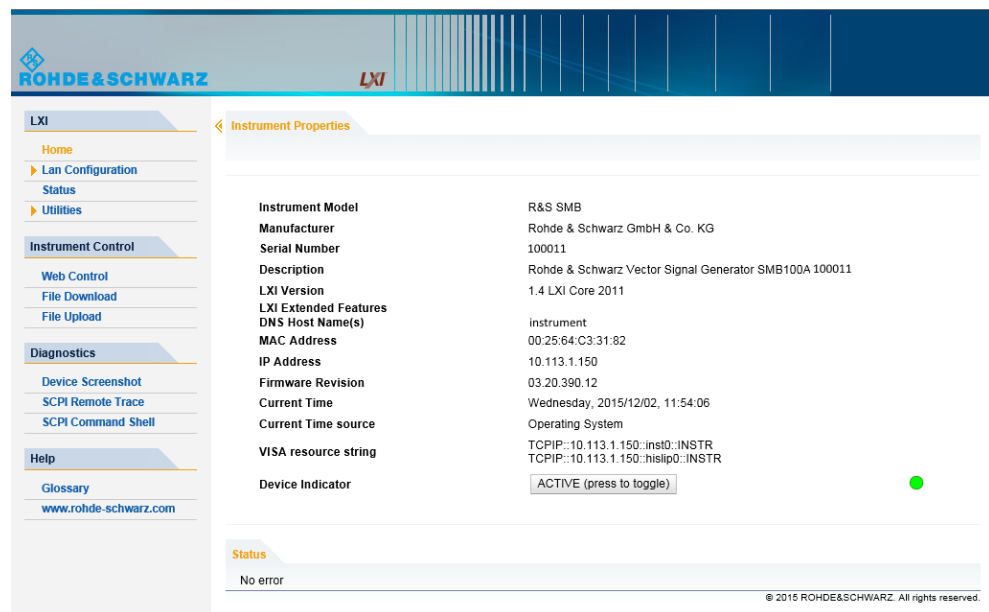 ROHDE&SCHWARZ
LXI
LXI
Home
Lan Configuration
Status
Utilities
Instrument Control
Web Control
File Download
File Upload
Diagnostics
Device Screenshot
SCPI Remote Trace
SCPI Command Shell
Help
Glossary
www.rohde-schwarz.com
Instrument Properties
Instrument Model R&S SMB
Manufacturer Rohde & Schwarz GmbH & Co. KG
Serial Number 100011
Description Rohde & Schwarz Vector Signal Generator SMB100A 100011
LXI Version 1.4 LXI Core 2011
LXI Extended Features
DNS Host Name(s) instrument
MAC Address 00:25:64:C3:31:82
IP Address 10.113.1.150
Firmware Revision 03.20.390.12
Current Time Wednesday, 2015/12/02, 11:54:06
Current Time source Operating System
VISA resource string TCPIP::10.113.1.150::inst0::INSTR
TCPIP::10.113.1.150::hislip0::INSTR
Device Indicator ACTIVE (press to toggle)
Status
No error
© 2015 ROHDE&SCHWARZ. All rights reserved.